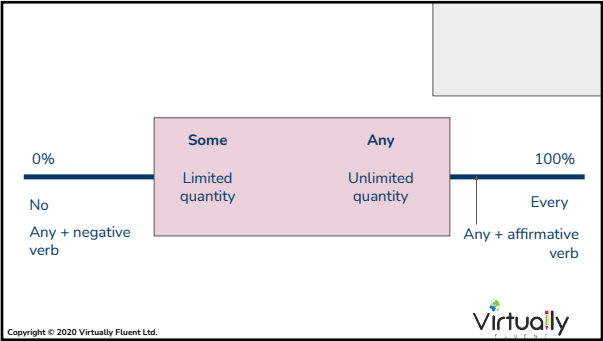 Some
Any
0%
100%
Limited
quantity
Unlimited
quantity
No
Every
Any + negative
verb
Any + affirmative
verb
Virtually
FLUENT
Copyright © 2020 Virtually Fluent Ltd.